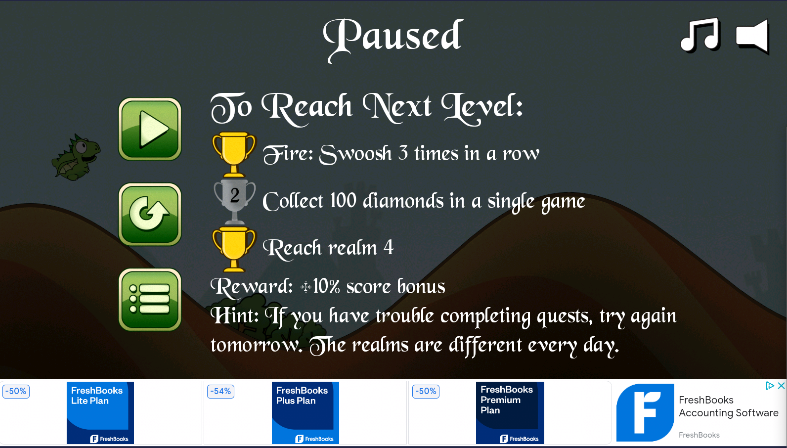 Paused
To Reach Next Level:
Fire: Swoosh 3 times in a row
2
Collect 100 diamonds in a single game
Reach realm 4
Reward: +10% score bonus
Hint: If you have trouble completing quests, try again
tomorrow. The realms are different every day.
-50%
FreshBooks
Lite Plan
FreshBooks
-54%
FreshBooks
Plus Plan
FreshBooks
-50%
FreshBooks
Premium
Plan
FreshBooks
F
FreshBooks
Accounting Software
FreshBooks